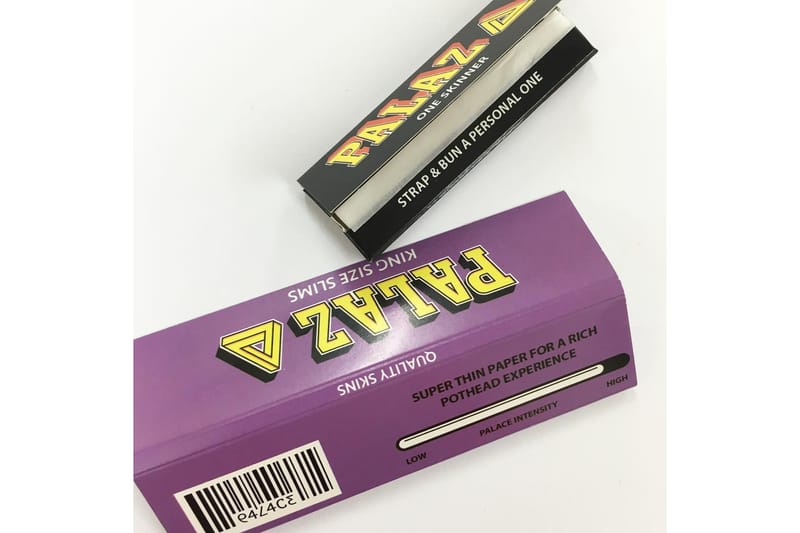 PALAZ
ONE SKINNER
STRAP & BUN A PERSONAL ONE
KING SIZE SLIMS
PALAZ
QUALITY SKINS
SUPER THIN PAPER FOR A RICH
POTHEAD EXPERIENCE
HIGH
PALACE INTENSITY
LOW